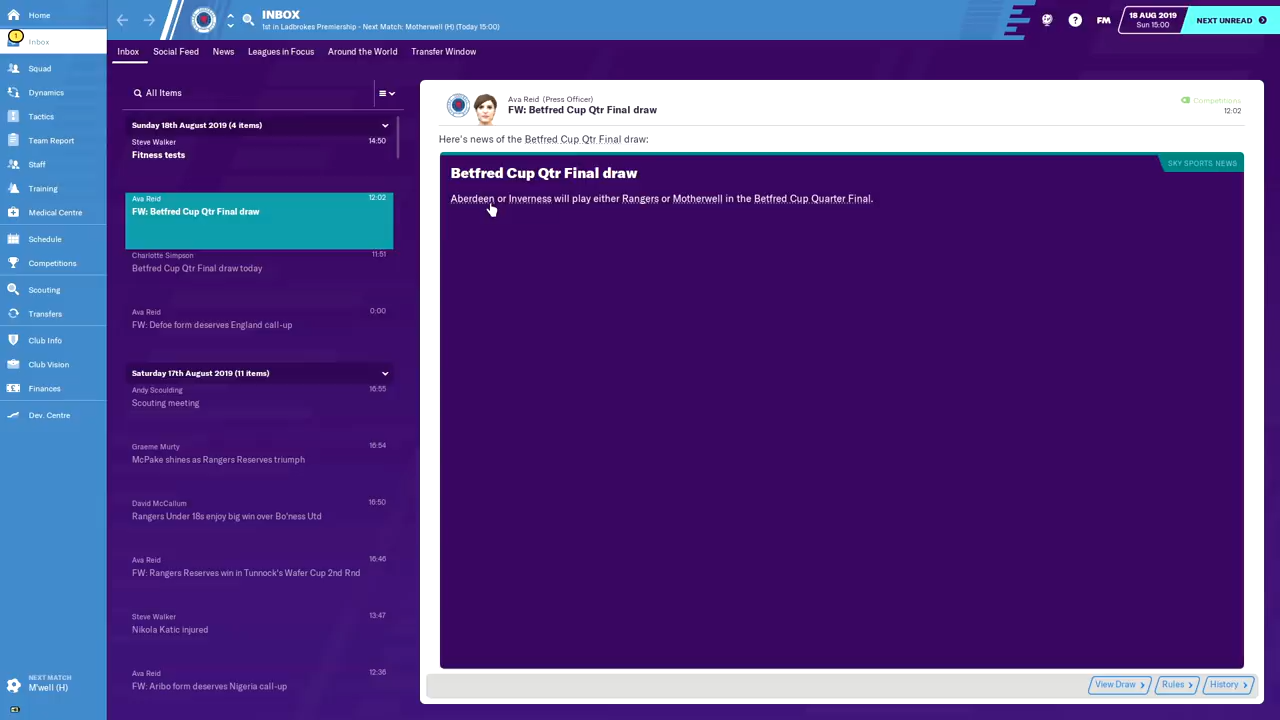 Home
1
Inbox
Squad
Dynamics
Tactics
Team Report
Staff
Training
Medical Centre
Schedule
Competitions
Scouting
Transfers
Club Info
Club Vision
Finances
Dev. Centre
NEXT MATCH
M'well (H)
INBOX
1st in Ladbrokes Premiership - Next Match: Motherwell (H) (Today 15:00)
?
FM
18 AUG 2019
Sun 15:00
NEXT UNREAD
Inbox Social Feed News Leagues in Focus Around the World Transfer Window
All Items
Sunday 18th August 2019 (4 items)
Steve Walker 14:50
Fitness tests
Ava Reid 12:02
FW: Betfred Cup Qtr Final draw
Charlotte Simpson 11:51
Betfred Cup Qtr Final draw today
Ava Reid 0:00
FW: Defoe form deserves England call-up
Saturday 17th August 2019 (11 items)
Andy Scoulding 16:55
Scouting meeting
Graeme Murty 16:54
McPake shines as Rangers Reserves triumph
David McCallum 16:50
Rangers Under 18s enjoy big win over Bo'ness Utd
Ava Reid 16:46
FW: Rangers Reserves win in Tunnock's Wafer Cup 2nd Rnd
Steve Walker 13:47
Nikola Katic injured
Ava Reid 12:36
FW: Aribo form deserves Nigeria call-up
Ava Reid (Press Officer)
FW: Betfred Cup Qtr Final draw
Competitions
12:02
Here's news of the Betfred Cup Qtr Final draw:
SKY SPORTS NEWS
Betfred Cup Qtr Final draw
Aberdeen or Inverness will play either Rangers or Motherwell in the Betfred Cup Quarter Final.
View Draw Rules History